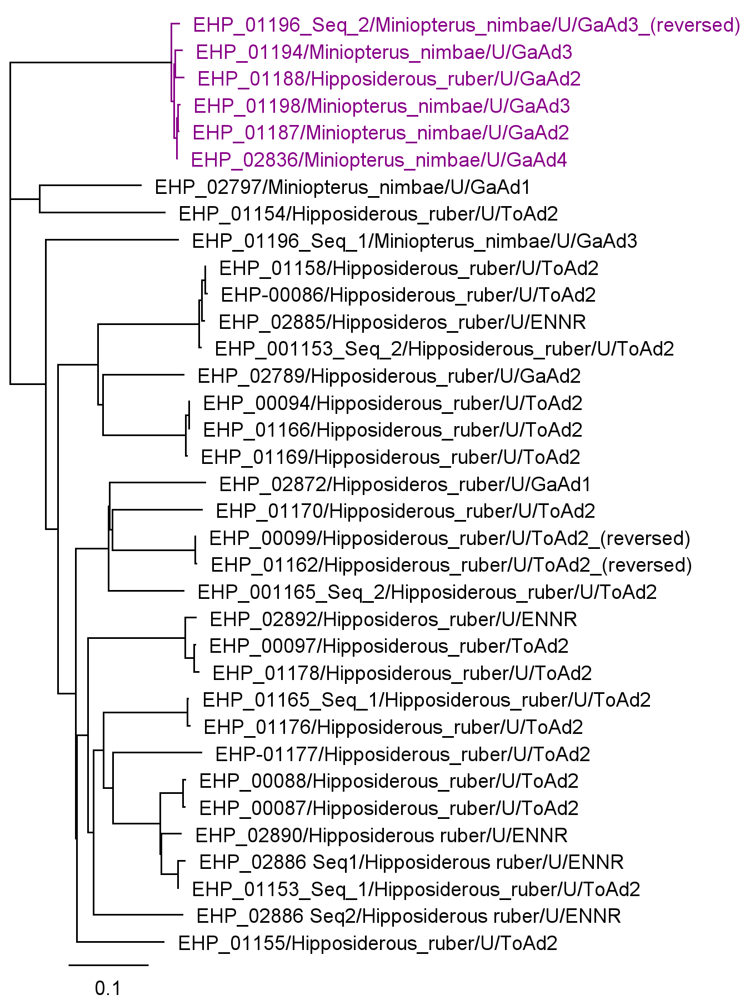 EHP_01196_Seq_2/Miniopterus_nimbae/U/GaAd3_(reversed)
EHP_01194/Miniopterus_nimbae/U/GaAd3
EHP_01188/Hipposiderous_ruber/U/GaAd2
EHP_01198/Miniopterus_nimbae/U/GaAd3
EHP_01187/Miniopterus_nimbae/U/GaAd2
EHP_02836/Miniopterus_nimbae/U/GaAd4
EHP_02797/Miniopterus_nimbae/U/GaAd1
EHP_01154/Hipposiderous_ruber/U/ToAd2
EHP_01196_Seq_1/Miniopterus_nimbae/U/GaAd3
EHP_01158/Hipposiderous_ruber/U/ToAd2
EHP-00086/Hipposiderous_ruber/U/ToAd2
EHP_02885/Hipposideros_ruber/U/ENNR
EHP_001153_Seq_2/Hipposiderous_ruber/U/ToAd2
EHP_02789/Hipposiderous_ruber/U/GaAd2
EHP_00094/Hipposiderous_ruber/U/ToAd2
EHP_01166/Hipposiderous_ruber/U/ToAd2
EHP_01169/Hipposiderous_ruber/U/ToAd2
EHP_02872/Hipposideros_ruber/U/GaAd1
EHP_01170/Hipposiderous_ruber/U/ToAd2
EHP_00099/Hipposiderous_ruber/U/ToAd2_(reversed)
EHP_01162/Hipposiderous_ruber/U/ToAd2_(reversed)
EHP_001165_Seq_2/Hipposiderous_ruber/U/ToAd2
EHP_02892/Hipposideros_ruber/U/ENNR
EHP_00097/Hipposiderous_ruber/ToAd2
EHP_01178/Hipposiderous_ruber/U/ToAd2
EHP_01165_Seq_1/Hipposiderous_ruber/U/ToAd2
EHP_01176/Hipposiderous_ruber/U/ToAd2
EHP-01177/Hipposiderous_ruber/U/ToAd2
EHP_00088/Hipposiderous_ruber/U/ToAd2
EHP_00087/Hipposiderous_ruber/U/ToAd2
EHP_02890/Hipposiderous ruber/U/ENNR
EHP_02886 Seq1/Hipposiderous ruber/U/ENNR
EHP_01153_Seq_1/Hipposiderous_ruber/U/ToAd2
EHP_02886 Seq2/Hipposiderous ruber/U/ENNR
EHP_01155/Hipposiderous_ruber/U/ToAd2
0.1